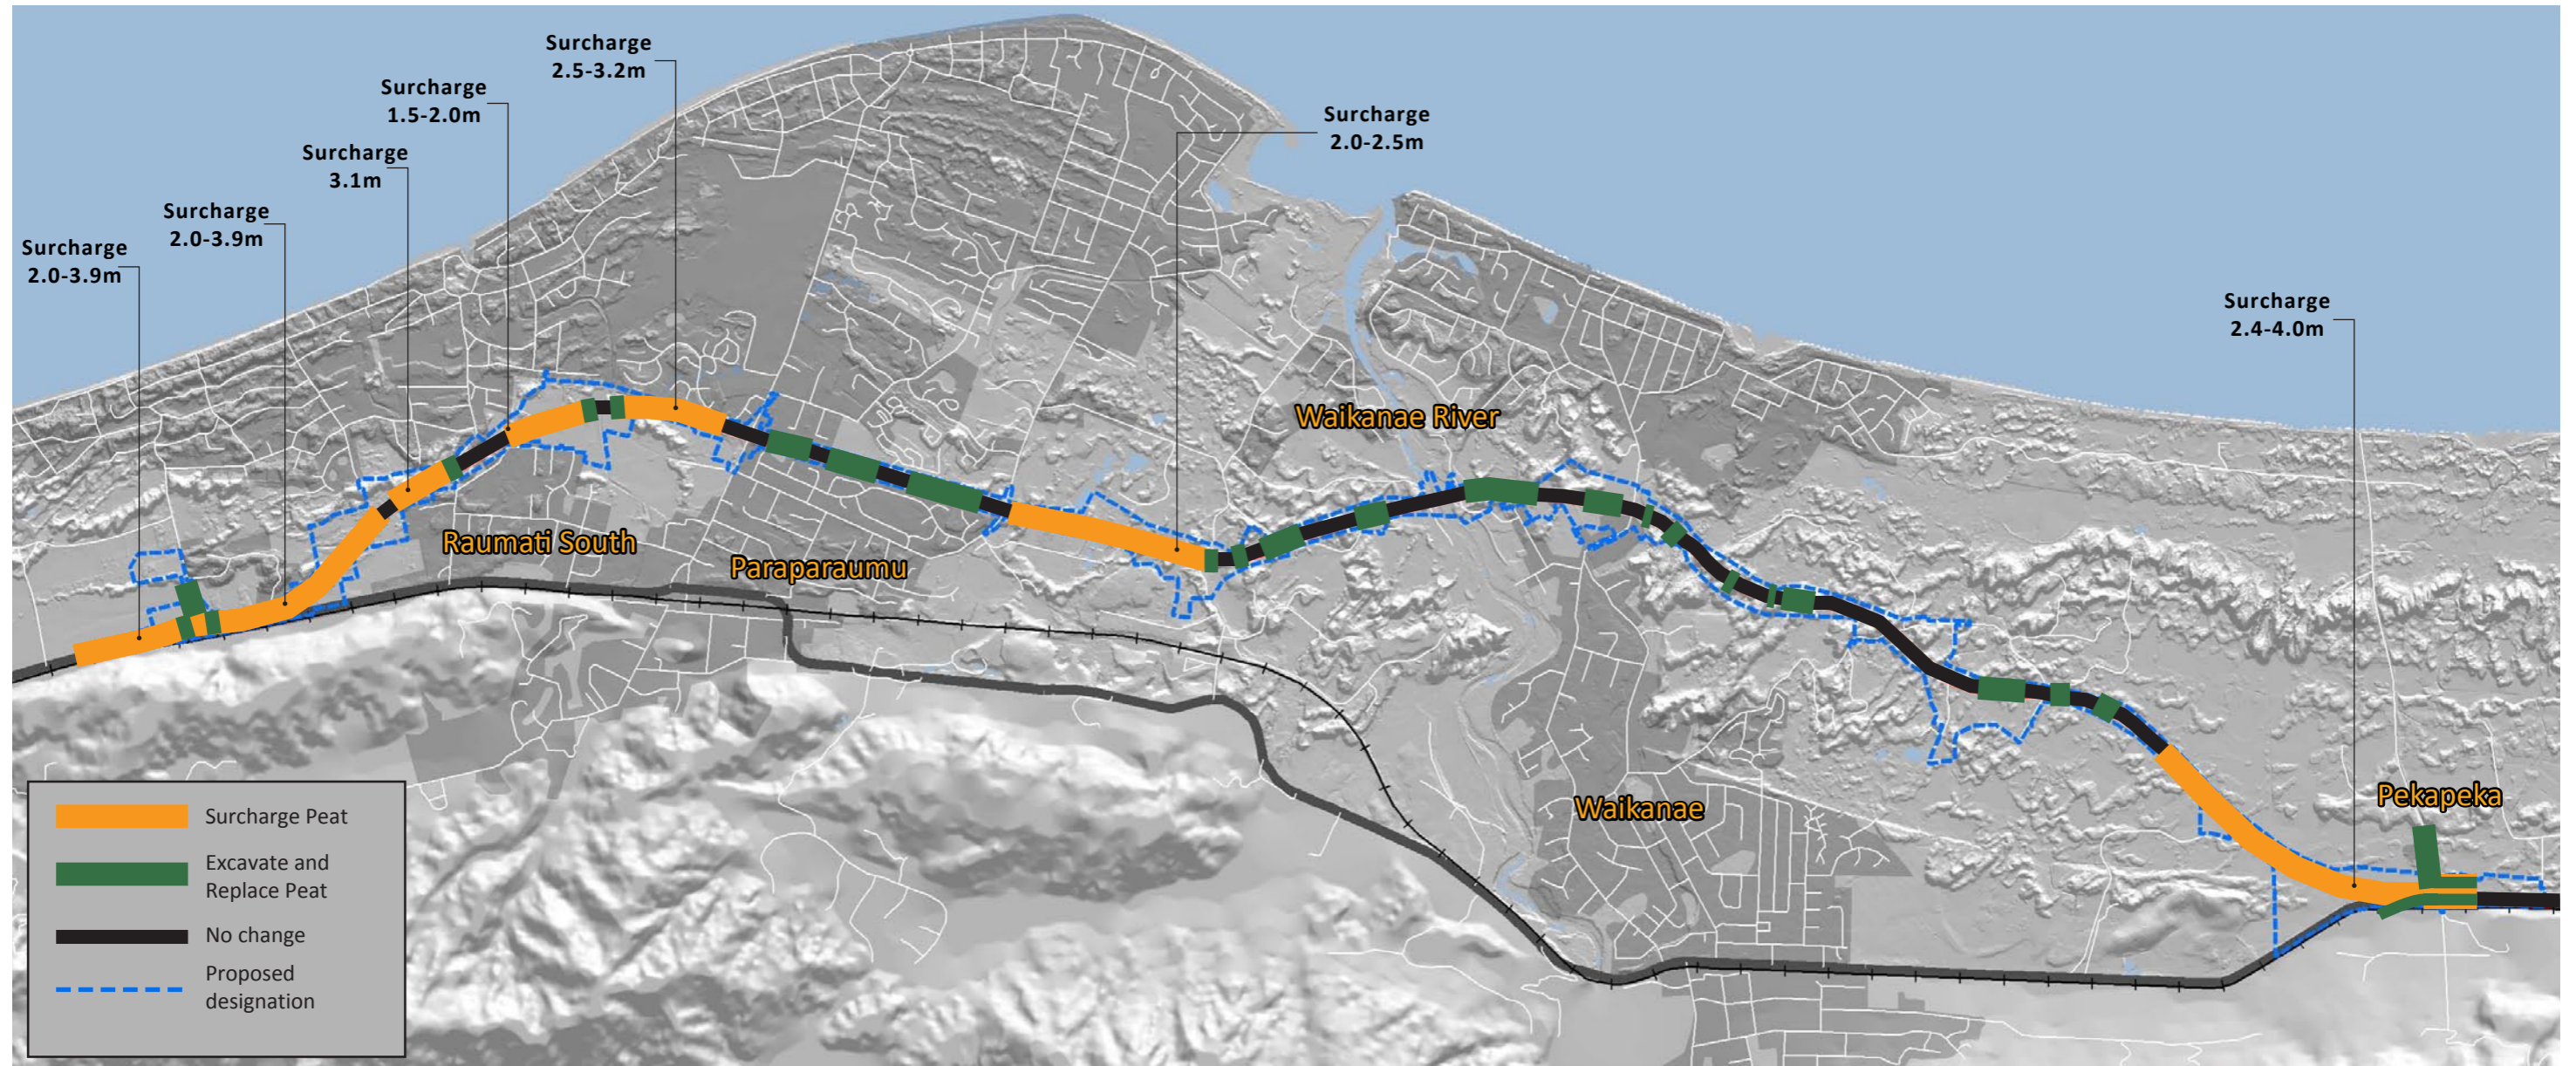 Surcharge
2.5-3.2m
Surcharge
1.5-2.0m
Surcharge
2.0-2.5m
Surcharge
3.1m
Surcharge
2.0-3.9m
Surcharge
2.0-3.9m
Surcharge
2.4-4.0m
Waikanae River
Raumati South
Paraparaumu
Waikanae
Pekapeka
Surcharge Peat
Excavate and
Replace Peat
No change
Proposed
designation